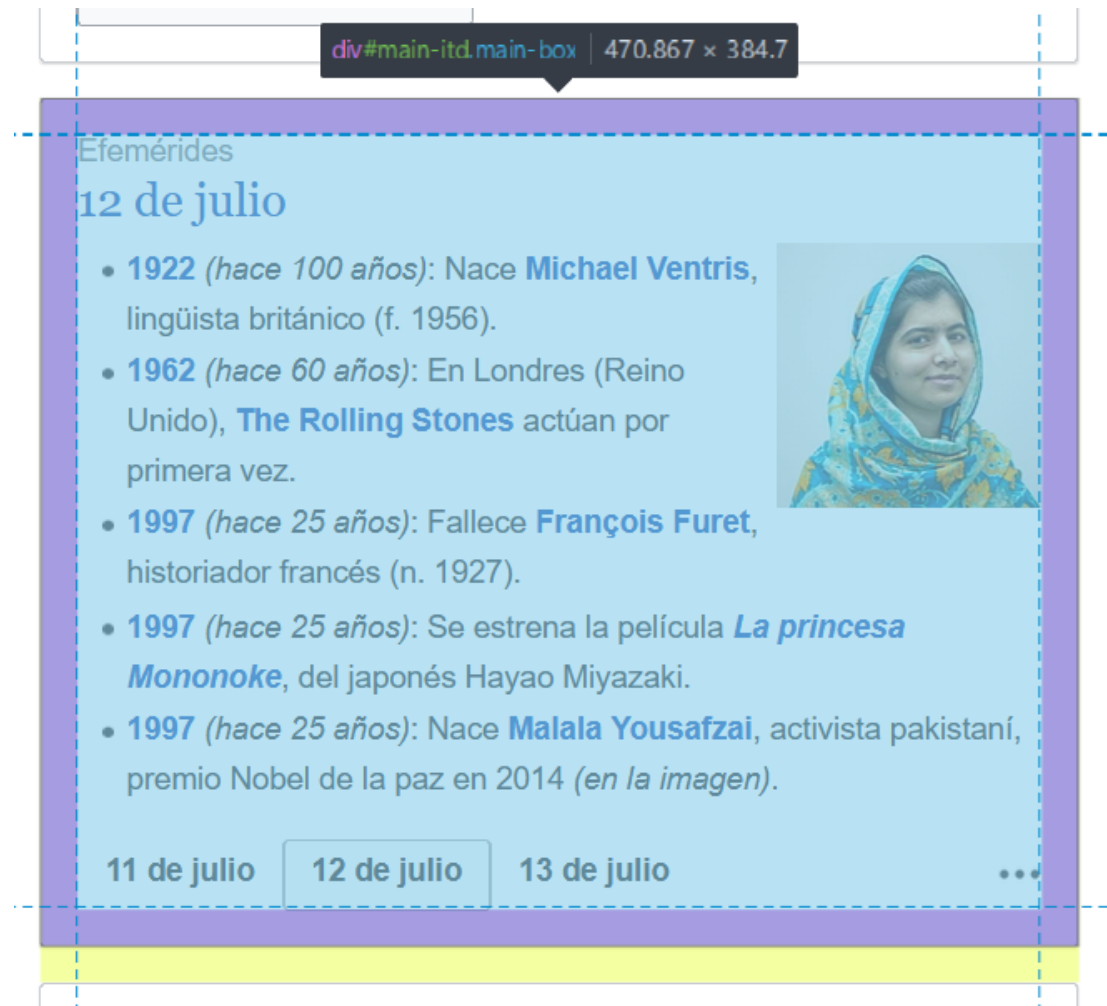 div#main-itd.main-box 470.867 × 384.7
Efemérides
12 de julio
• 1922 (hace 100 años): Nace Michael Ventris,
lingüista británico (f. 1956).
• 1962 (hace 60 años): En Londres (Reino
Unido), The Rolling Stones actúan por
primera vez.
• 1997 (hace 25 años): Fallece François Furet,
historiador francés (n. 1927).
• 1997 (hace 25 años): Se estrena la película La princesa
Mononoke, del japonés Hayao Miyazaki.
• 1997 (hace 25 años): Nace Malala Yousafzai, activista pakistaní,
premio Nobel de la paz en 2014 (en la imagen).
11 de julio 12 de julio 13 de julio •••